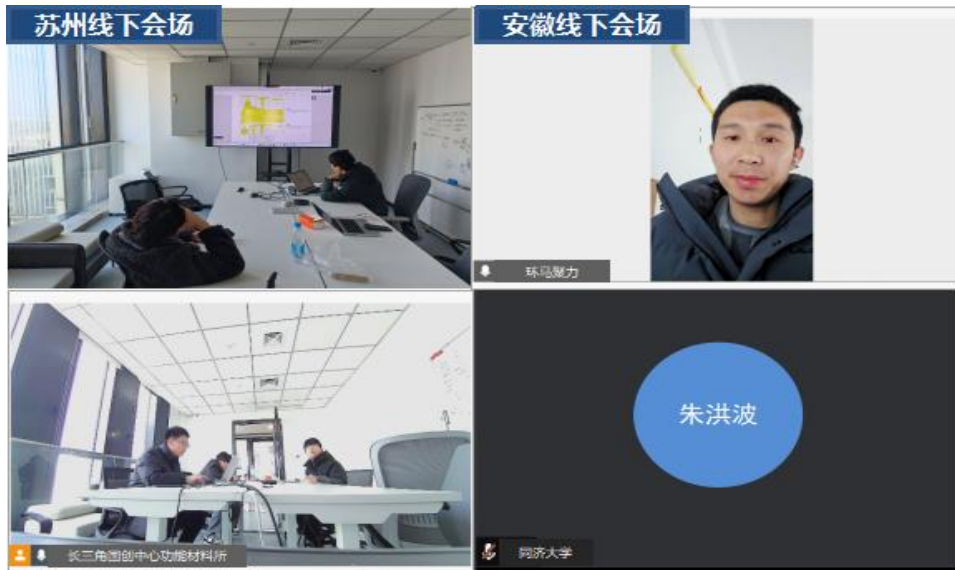 苏州线下会场
安徽线下会场
环马聚力
朱洪波
长三角国创中心功能材料所
同济大学